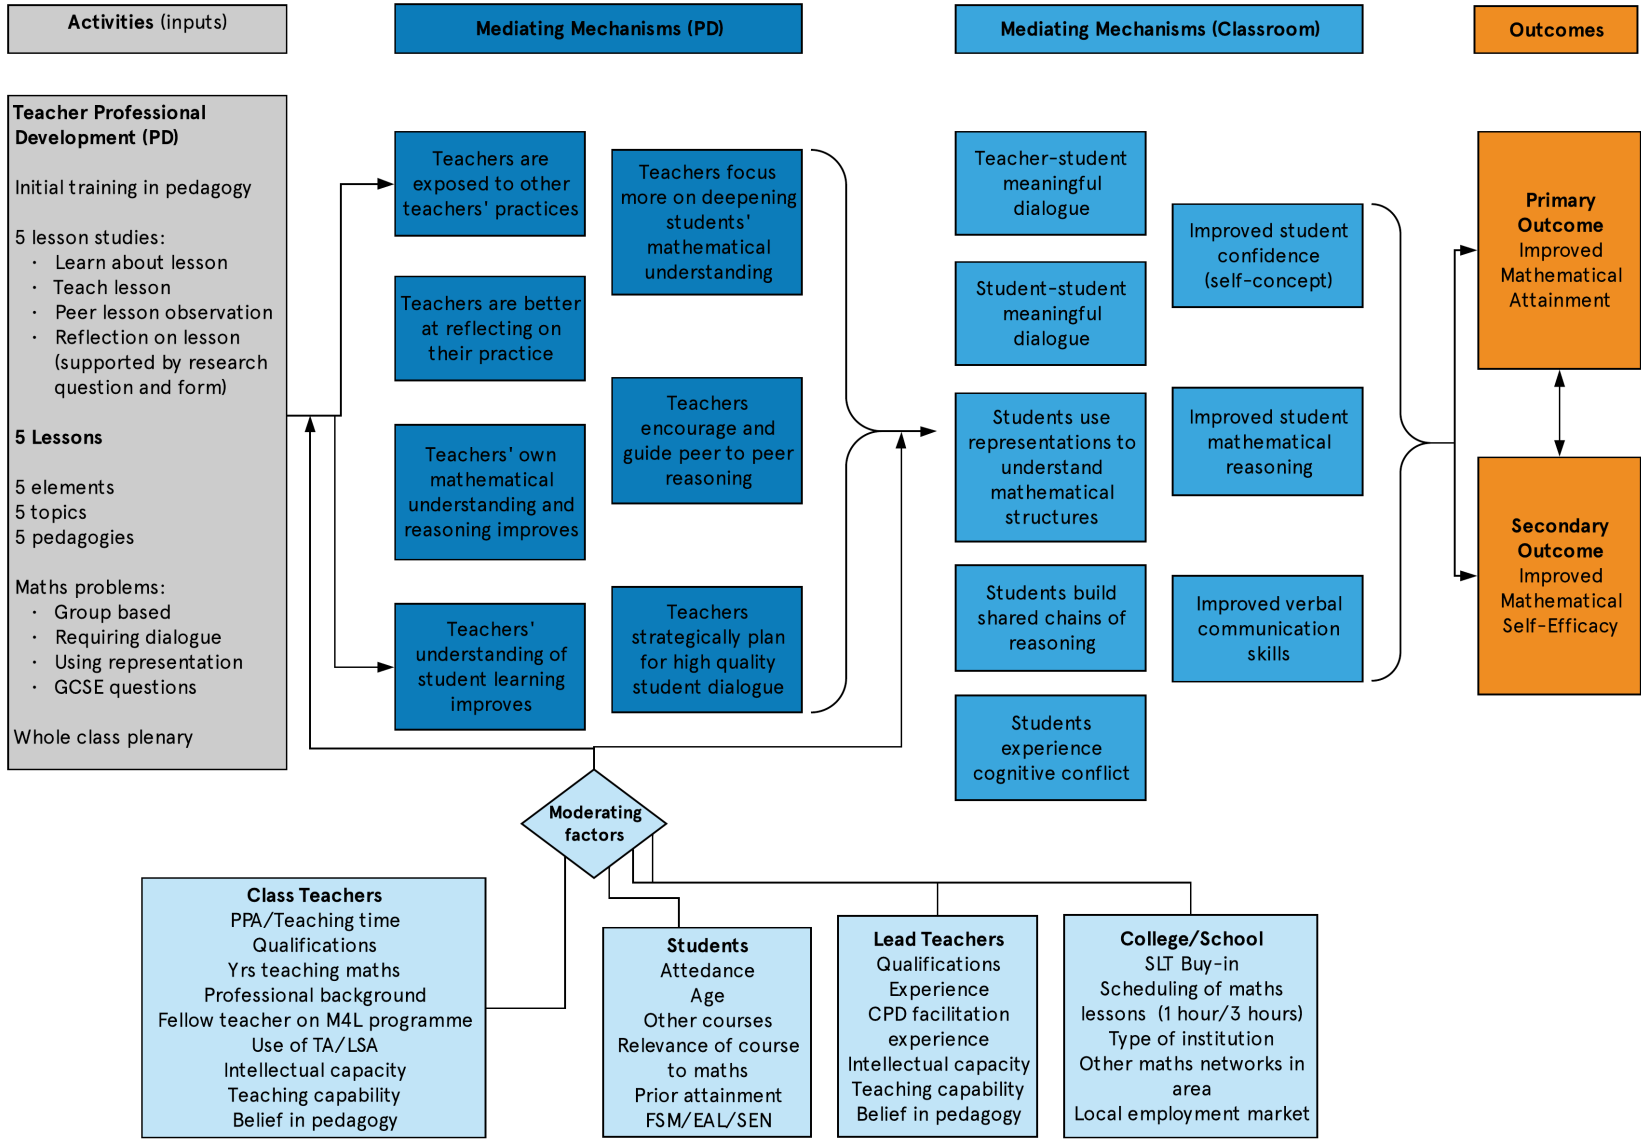 Activities (inputs)
Mediating Mechanisms (PD)
Mediating Mechanisms (Classroom)
Outcomes
Teacher Professional
Development (PD)
Initial training in pedagogy
5 lesson studies:
· Learn about lesson
· Teach lesson
· Peer lesson observation
· Reflection on lesson
(supported by research
question and form)
5 Lessons
5 elements
5 topics
5 pedagogies
Maths problems:
· Group based
· Requiring dialogue
· Using representation
· GCSE questions
Whole class plenary
Teachers are
exposed to other
teachers' practices
Teachers are better
at reflecting on
their practice
Teachers' own
mathematical
understanding and
reasoning improves
Teachers'
understanding of
student learning
improves
Teachers focus
more on deepening
students'
mathematical
understanding
Teachers
encourage and
guide peer to peer
reasoning
Teachers
strategically plan
for high quality
student dialogue
Teacher-student
meaningful
dialogue
Student-student
meaningful
dialogue
Students use
representations to
understand
mathematical
structures
Students build
shared chains of
reasoning
Students
experience
cognitive conflict
Improved student
confidence
(self-concept)
Improved student
mathematical
reasoning
Improved verbal
communication
skills
Primary
Outcome
Improved
Mathematical
Attainment
Secondary
Outcome
Improved
Mathematical
Self-Efficacy
Moderating
factors
Class Teachers
PPA/Teaching time
Qualifications
Yrs teaching maths
Professional background
Fellow teacher on M4L programme
Use of TA/LSA
Intellectual capacity
Teaching capability
Belief in pedagogy
Students
Attedance
Age
Other courses
Relevance of course
to maths
Prior attainment
FSM/EAL/SEN
Lead Teachers
Qualifications
Experience
CPD facilitation
experience
Intellectual capacity
Teaching capability
Belief in pedagogy
College/School
SLT Buy-in
Scheduling of maths
lessons (1 hour/3 hours)
Type of institution
Other maths networks in
area
Local employment market